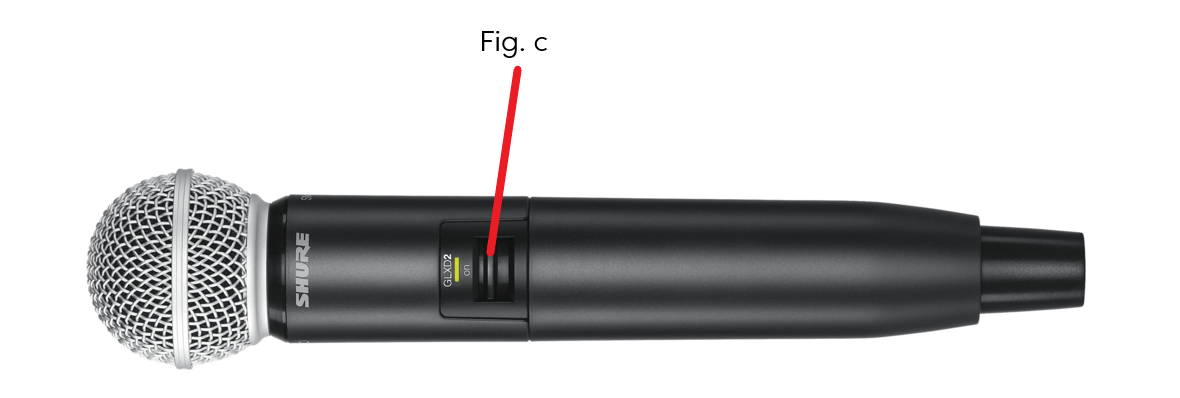 Fig. c
SHURE
GLXD2
on